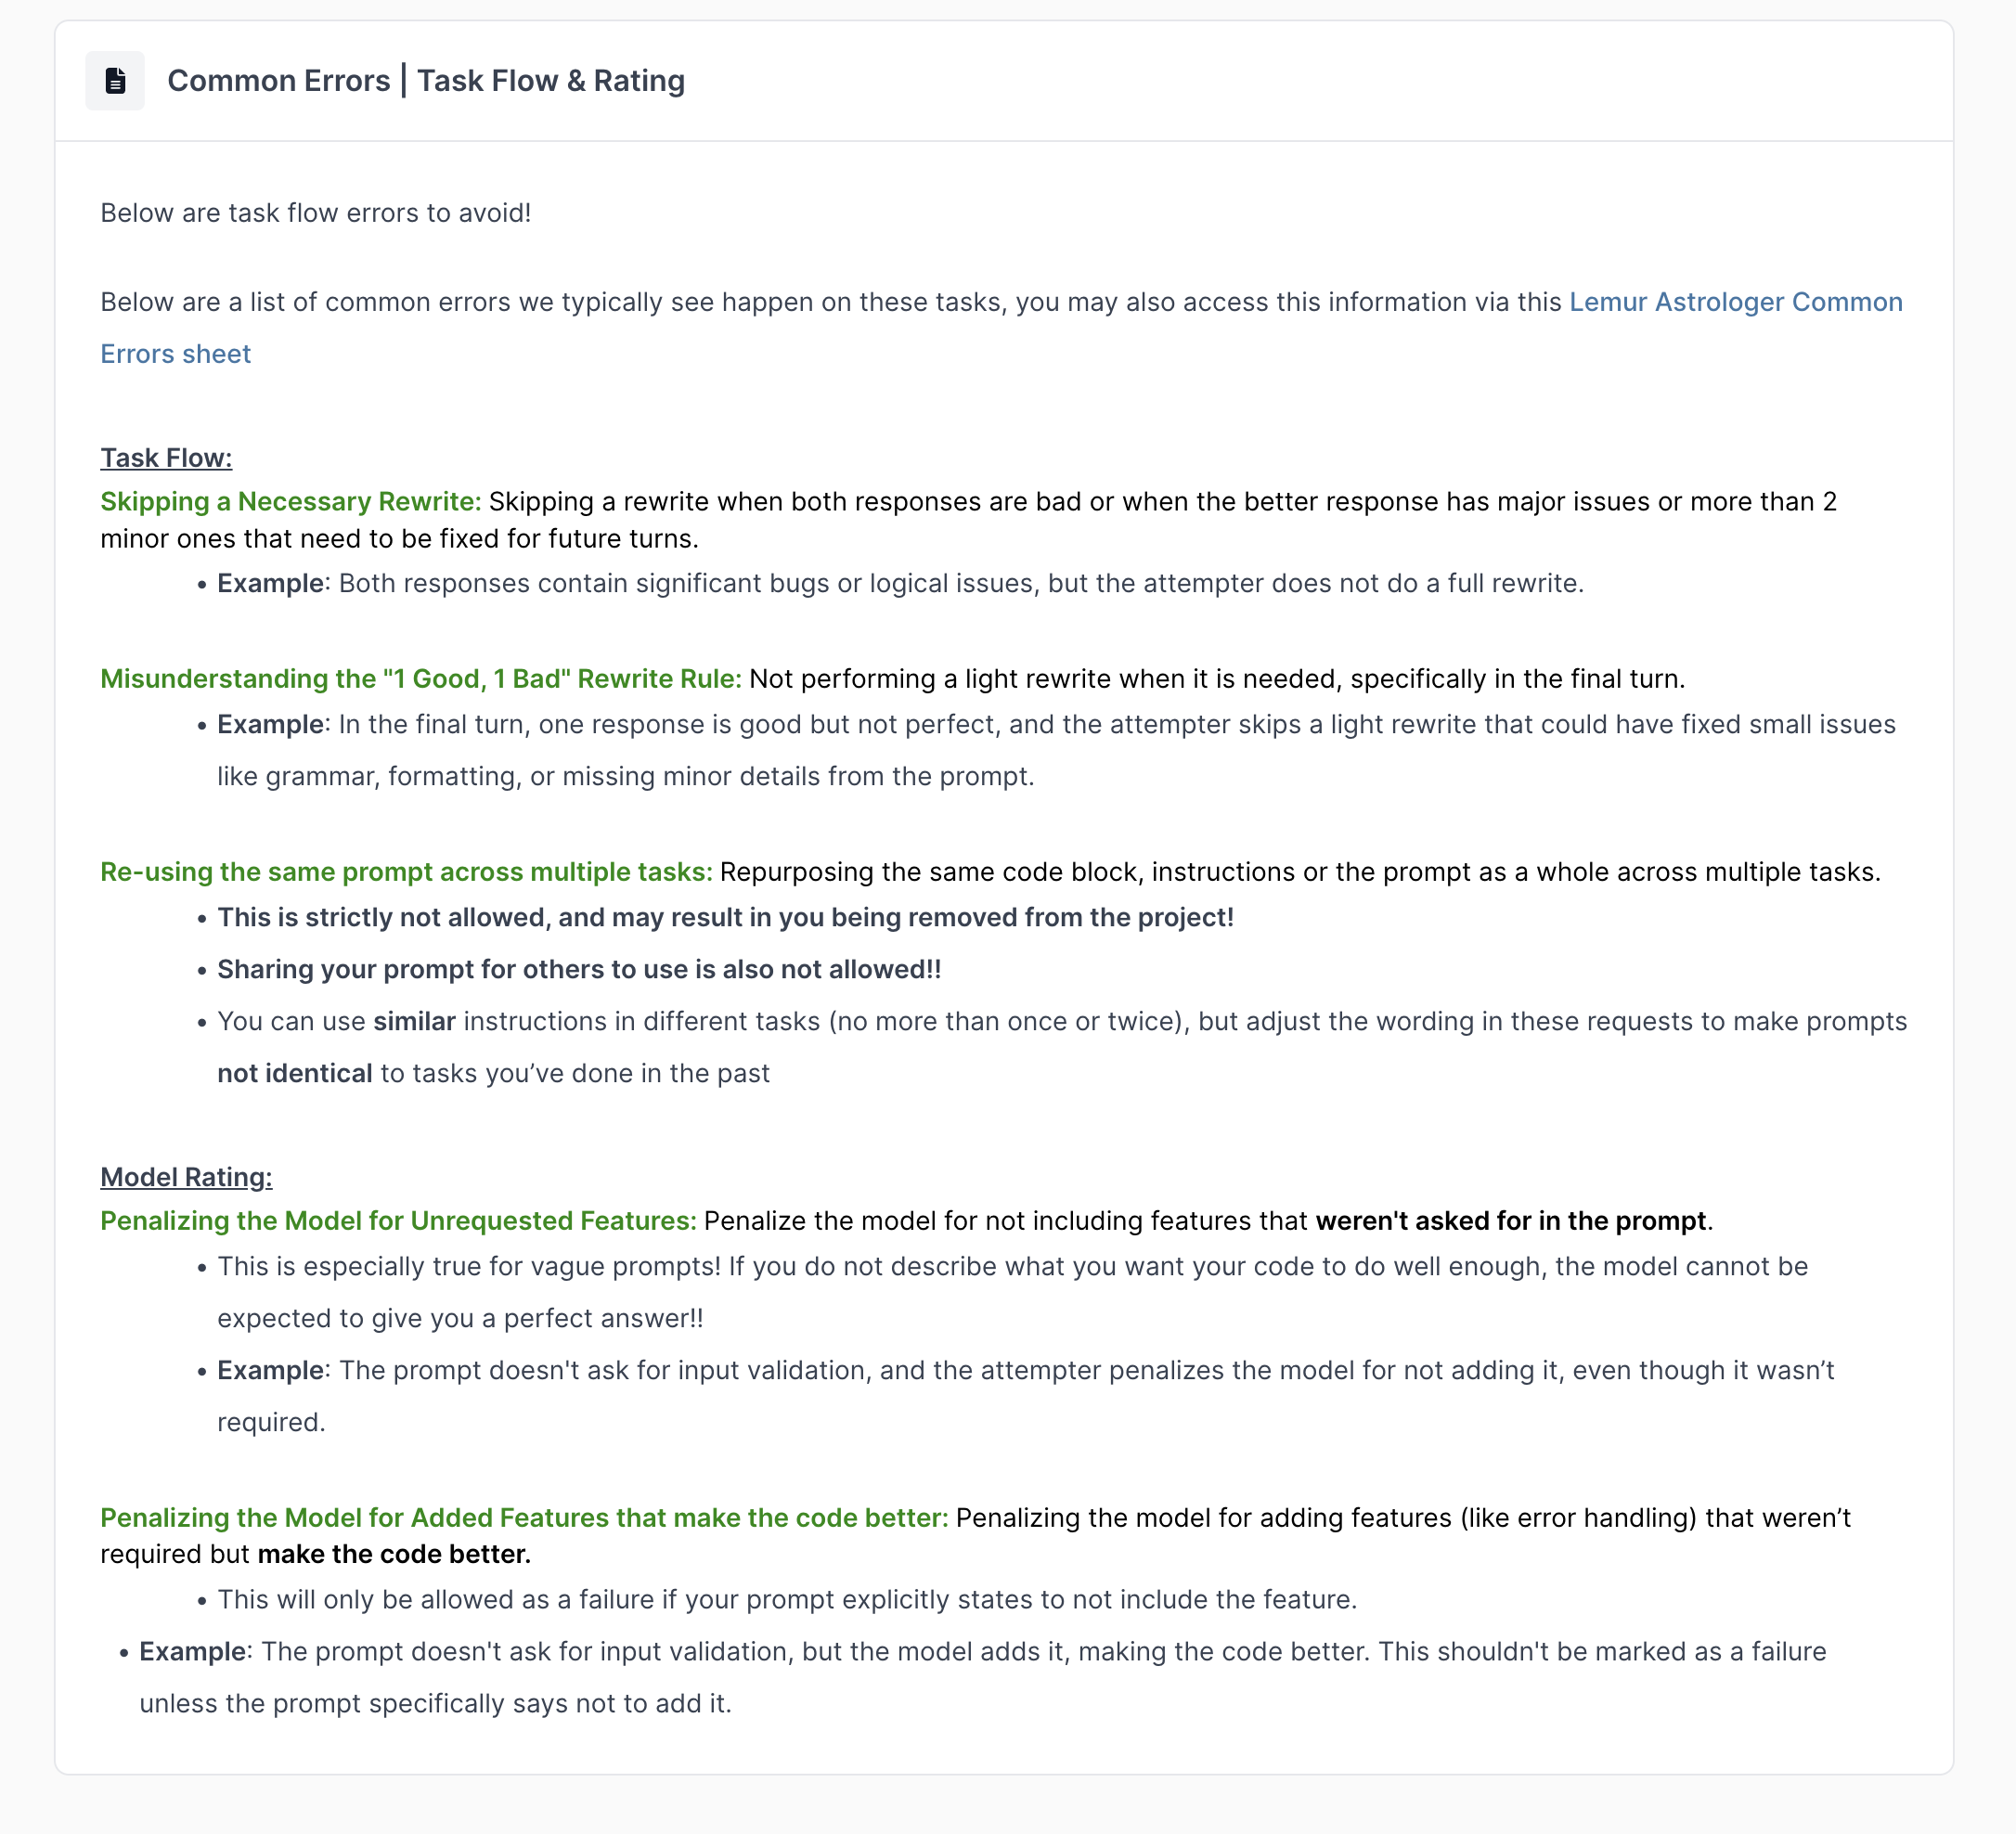 Common Errors | Task Flow & Rating
Below are task flow errors to avoid!
Below are a list of common errors we typically see happen on these tasks, you may also access this information via this Lemur Astrologer Common
Errors sheet
Task Flow:
Skipping a Necessary Rewrite: Skipping a rewrite when both responses are bad or when the better response has major issues or more than 2
minor ones that need to be fixed for future turns.
• Example: Both responses contain significant bugs or logical issues, but the attempter does not do a full rewrite.
Misunderstanding the "1 Good, 1 Bad" Rewrite Rule: Not performing a light rewrite when it is needed, specifically in the final turn.
• Example: In the final turn, one response is good but not perfect, and the attempter skips a light rewrite that could have fixed small issues
like grammar, formatting, or missing minor details from the prompt.
Re-using the same prompt across multiple tasks: Repurposing the same code block, instructions or the prompt as a whole across multiple tasks.
• This is strictly not allowed, and may result in you being removed from the project!
• Sharing your prompt for others to use is also not allowed!!
• You can use similar instructions in different tasks (no more than once or twice), but adjust the wording in these requests to make prompts
not identical to tasks you’ve done in the past
Model Rating:
Penalizing the Model for Unrequested Features: Penalize the model for not including features that weren't asked for in the prompt.
• This is especially true for vague prompts! If you do not describe what you want your code to do well enough, the model cannot be
expected to give you a perfect answer!!
• Example: The prompt doesn't ask for input validation, and the attempter penalizes the model for not adding it, even though it wasn’t
required.
Penalizing the Model for Added Features that make the code better: Penalizing the model for adding features (like error handling) that weren’t
required but make the code better.
• This will only be allowed as a failure if your prompt explicitly states to not include the feature.
• Example: The prompt doesn't ask for input validation, but the model adds it, making the code better. This shouldn't be marked as a failure
unless the prompt specifically says not to add it.